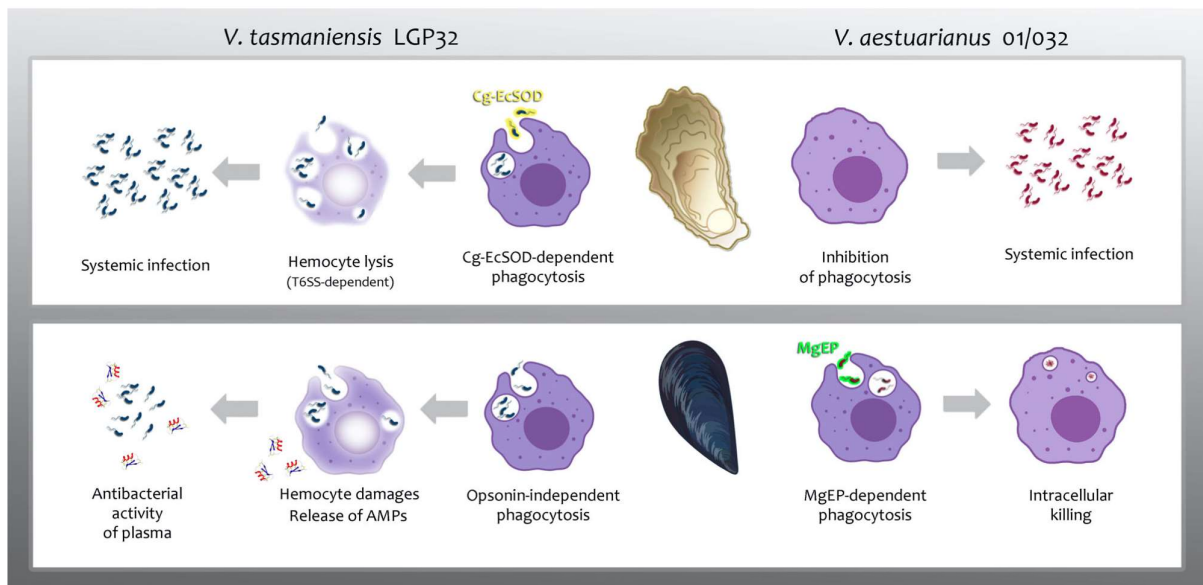 V. tasmaniensis LGP32
V. aestuarianus 01/032
Cg-EcSOD
Systemic infection
Hemocyte lysis
(T6SS-dependent)
Cg-EcSOD-dependent
phagocytosis
Inhibition
of phagocytosis
Systemic infection
MgEP
Antibacterial
activity
of plasma
Hemocyte damages
Release of AMPs
Opsonin-independent
phagocytosis
MgEP-dependent
phagocytosis
Intracellular
killing